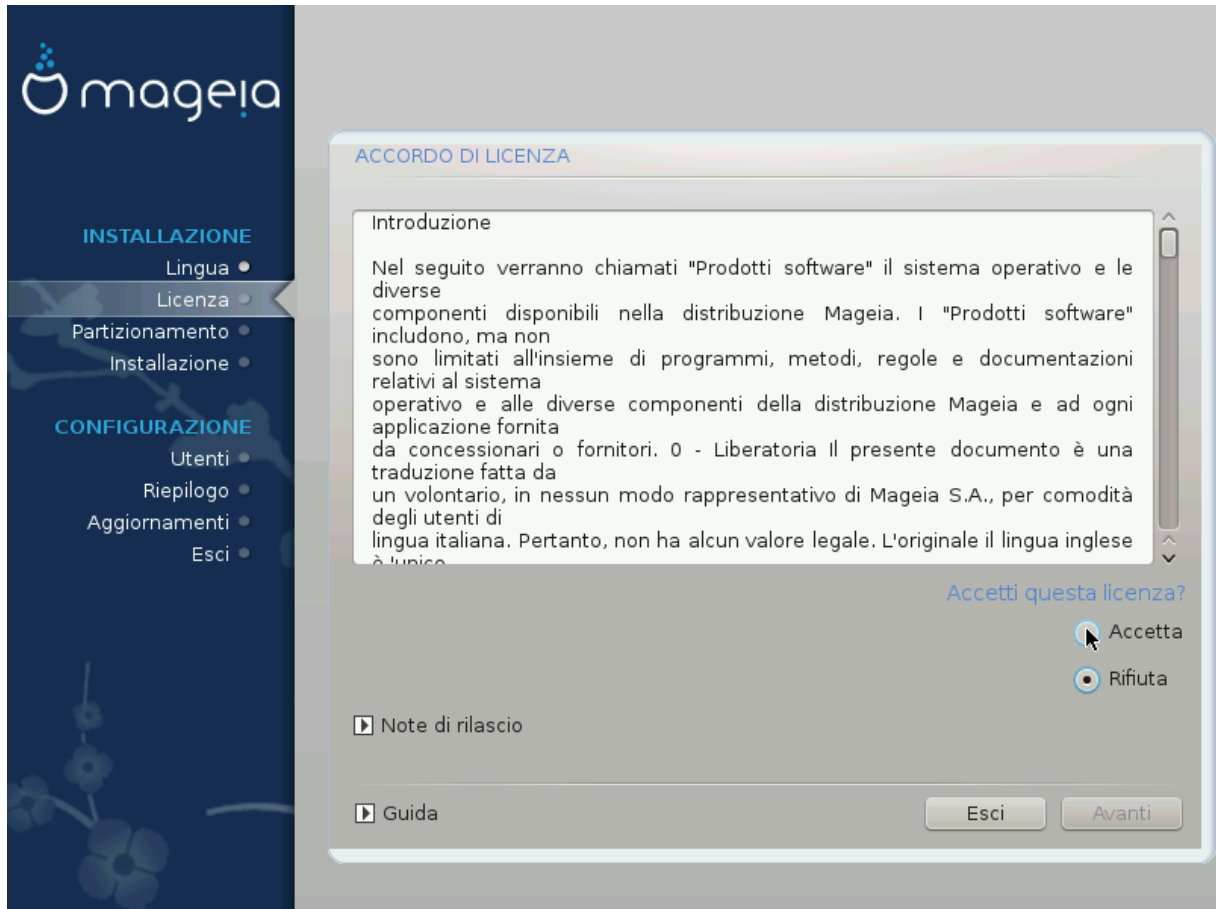 mageia
INSTALLAZIONE
Lingua
Licenza
Partizionamento
Installazione
CONFIGURAZIONE
Utenti
Riepilogo
Aggiornamenti
Esci
ACCORDO DI LICENZA
Introduzione
Nel seguito verranno chiamati "Prodotti software" il sistema operativo e le
diverse
componenti disponibili nella distribuzione Mageia. I "Prodotti software"
includono, ma non
sono limitati all'insieme di programmi, metodi, regole e documentazioni
relativi al sistema
operativo e alle diverse componenti della distribuzione Mageia e ad ogni
applicazione fornita
da concessionari o fornitori. 0 - Liberatoria Il presente documento è una
traduzione fatta da
un volontario, in nessun modo rappresentativo di Mageia S.A., per comodità
degli utenti di
lingua italiana. Pertanto, non ha alcun valore legale. L'originale il lingua inglese
è 'unico
Accetti questa licenza?
Accetta
Rifiuta
Note di rilascio
Guida
Esci
Avanti